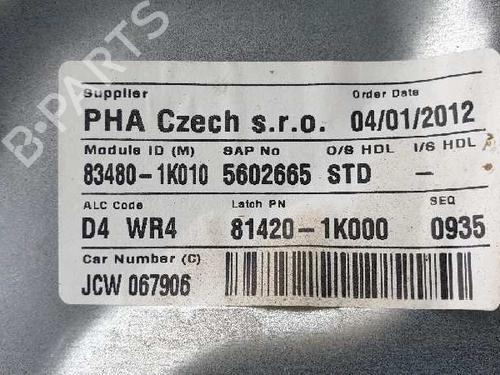 Supplier Order Date
PHA Czech s.r.o. 04/01/2012
Module ID (M) SAP No O/S HDL I/S HDL
83480-1K010 5602665 STD –
ALC Code Latch PN SEQ
D4 WR4 81420-1K000 0935
Car Number (C)
JCW 067906
B-PARTS